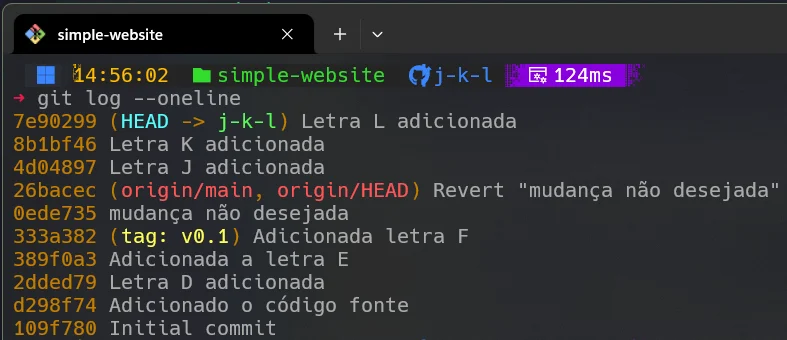 simple-website
14:56:02 simple-website j-k-l 124ms
➜ git log --oneline
7e90299 (HEAD -> j-k-l) Letra L adicionada
8b1bf46 Letra K adicionada
4d04897 Letra J adicionada
26bacec (origin/main, origin/HEAD) Revert "mudança não desejada"
0ede735 mudança não desejada
333a382 (tag: v0.1) Adicionada letra F
389f0a3 Adicionada a letra E
2dded79 Letra D adicionada
d298f74 Adicionado o código fonte
109f780 Initial commit